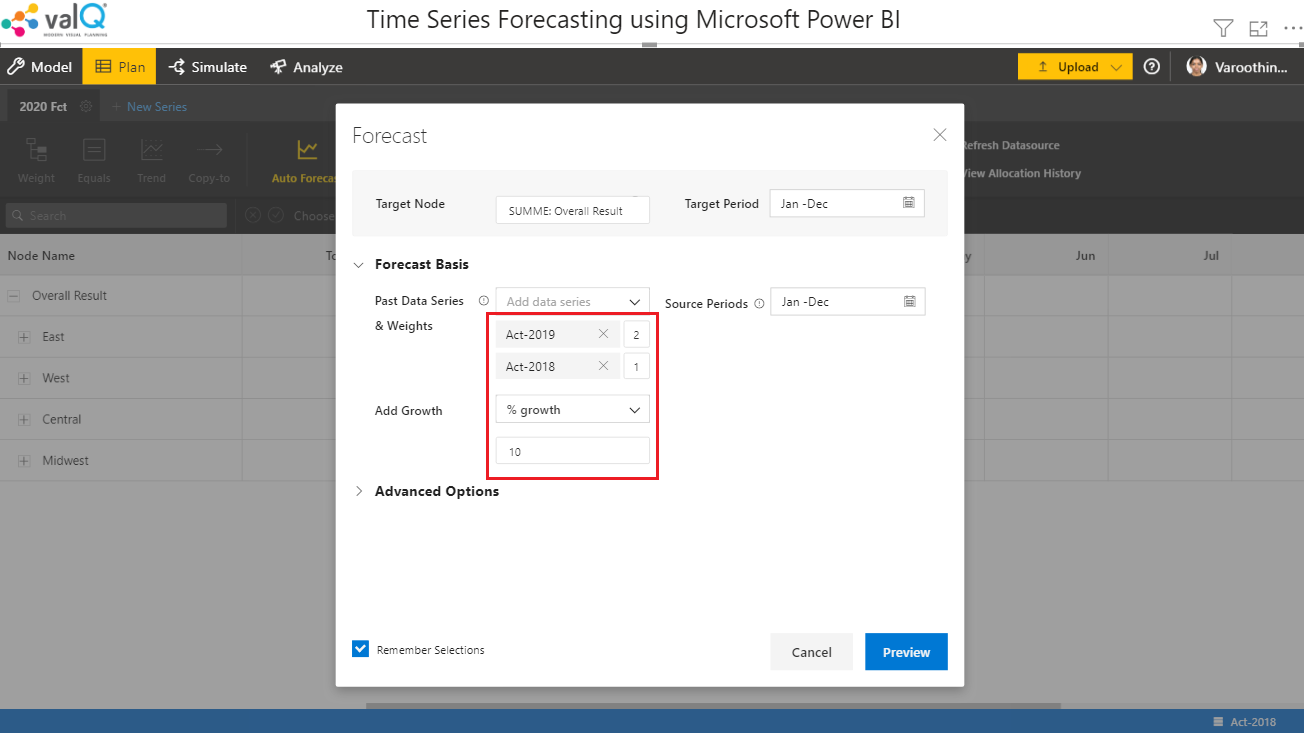 valQ
MODERN VISUAL PLANNING
Time Series Forecasting using Microsoft Power BI
Model Plan Simulate Analyze Upload Varoothin...
2020 Fct + New Series
Forecast
Weight Equals Trend Copy-to Auto Forecas
Refresh Datasource
View Allocation History
Search Choose
Target Node SUMME: Overall Result Target Period Jan -Dec
Node Name To y Jun Jul
Forecast Basis
Overall Result
Past Data Series Add data series Source Periods Jan -Dec
& Weights
Act-2019 2
East
Act-2018 1
West
Add Growth % growth
Central
10
Midwest
Advanced Options
Remember Selections Cancel Preview
Act-2018